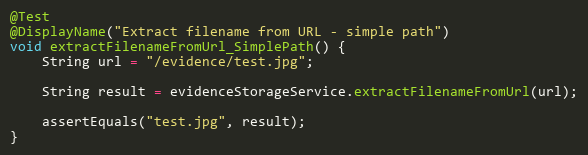 @Test
@DisplayName("Extract filename from URL - simple path")
void extractFilenameFromUrl_SimplePath() {
    String url = "/evidence/test.jpg";

    String result = evidenceStorageService.extractFilenameFromUrl(url);

    assertEquals("test.jpg", result);
}